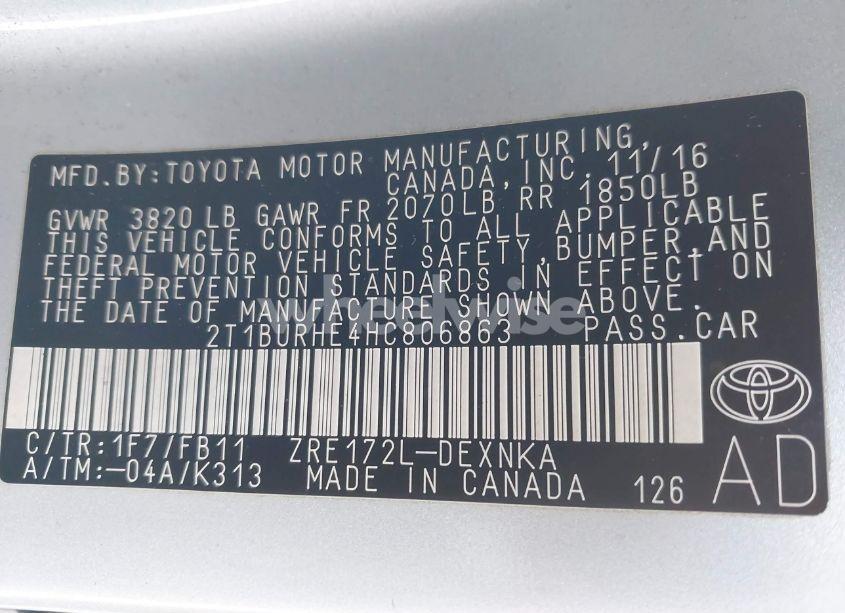 MFD.BY:TOYOTA MOTOR MANUFACTURING,
CANADA, INC. 11/16
GVWR 3820 LB GAWR FR 2070LB RR 1850LB
THIS VEHICLE CONFORMS TO ALL APPLICABLE
FEDERAL MOTOR VEHICLE SAFETY, BUMPER, AND
THEFT PREVENTION STANDARDS IN EFFECT ON
THE DATE OF MANUFACTURE SHOWN ABOVE.
wheelwise
2T1BURHE4HC806863 PASS.CAR
C/TR:1F7/FB11 ZRE172L-DEXNKA
A/TM:-04A/K313 MADE IN CANADA 126 AD